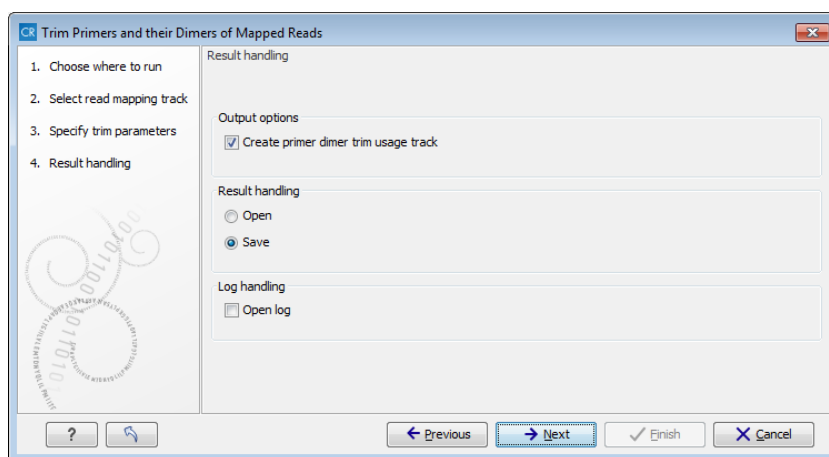 CR Trim Primers and their Dimers of Mapped Reads
1. Choose where to run
2. Select read mapping track
3. Specify trim parameters
4. Result handling
Result handling
Output options
Create primer dimer trim usage track
Result handling
Open
Save
Log handling
Open log
?
Previous
Next
Finish
Cancel